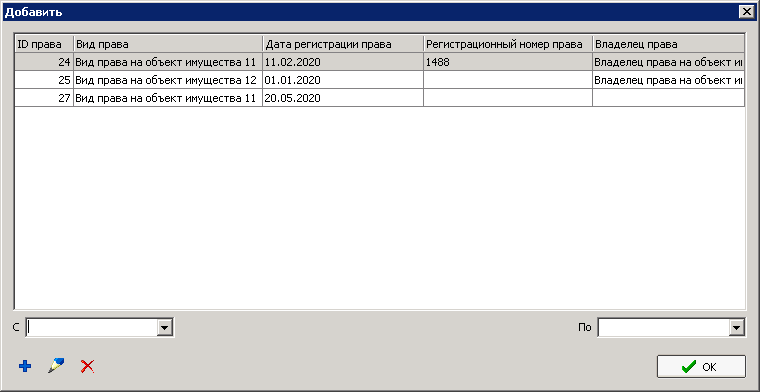 Добавить
ID права Вид права Дата регистрации права Регистрационный номер права Владелец права
24 Вид права на объект имущества 11 11.02.2020 1488 Владелец права на объект
25 Вид права на объект имущества 12 01.01.2020 Владелец права на объект
27 Вид права на объект имущества 11 20.05.2020
С По
OK